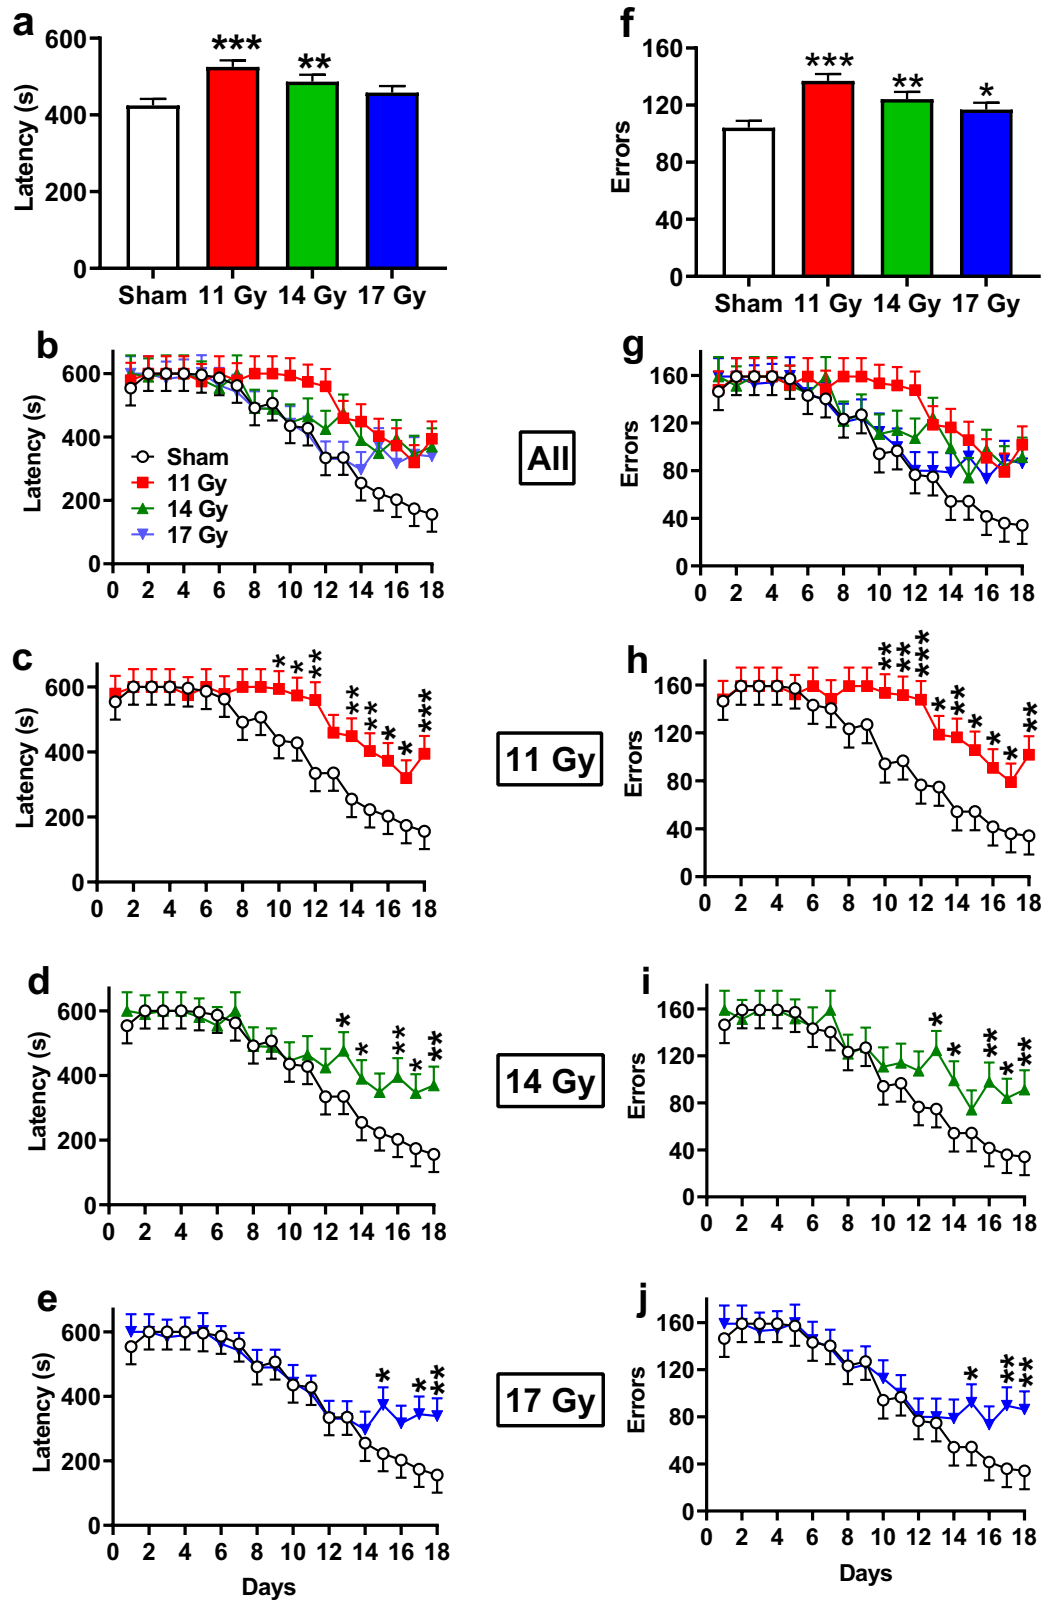 a
600
400
200
0
Latency (s)
***
**
Sham 11 Gy 14 Gy 17 Gy
f
160
120
80
40
0
Errors
***
**
*
Sham 11 Gy 14 Gy 17 Gy
b
600
400
200
0
Latency (s)
Sham
11 Gy
14 Gy
17 Gy
0 2 4 6 8 10 12 14 16 18
All
g
160
120
80
40
0
Errors
0 2 4 6 8 10 12 14 16 18
c
600
400
200
0
Latency (s)
* * ** ** ** * * ***
0 2 4 6 8 10 12 14 16 18
11 Gy
h
160
120
80
40
0
Errors
** ** *** * ** * * * **
0 2 4 6 8 10 12 14 16 18
d
600
400
200
0
Latency (s)
* * ** * **
0 2 4 6 8 10 12 14 16 18
14 Gy
i
160
120
80
40
0
Errors
* * ** * **
0 2 4 6 8 10 12 14 16 18
e
600
400
200
0
Latency (s)
* * **
0 2 4 6 8 10 12 14 16 18
Days
17 Gy
j
160
120
80
40
0
Errors
* ** **
0 2 4 6 8 10 12 14 16 18
Days